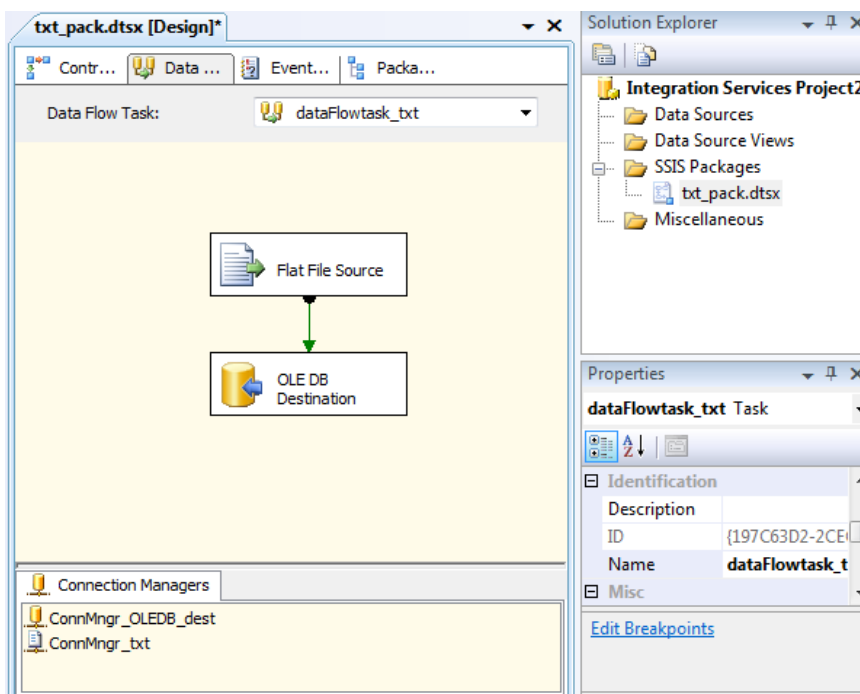 txt_pack.dtsx [Design]*
Contr... Data ... Event... Packa...
Data Flow Task: dataFlowtask_txt
Flat File Source
OLE DB
Destination
Connection Managers
ConnMngr_OLEDB_dest
ConnMngr_txt
Solution Explorer
Integration Services Project2
Data Sources
Data Source Views
SSIS Packages
txt_pack.dtsx
Miscellaneous
Properties
dataFlowtask_txt Task
Identification
Description
ID {197C63D2-2CE
Name dataFlowtask_t
Misc
Edit Breakpoints